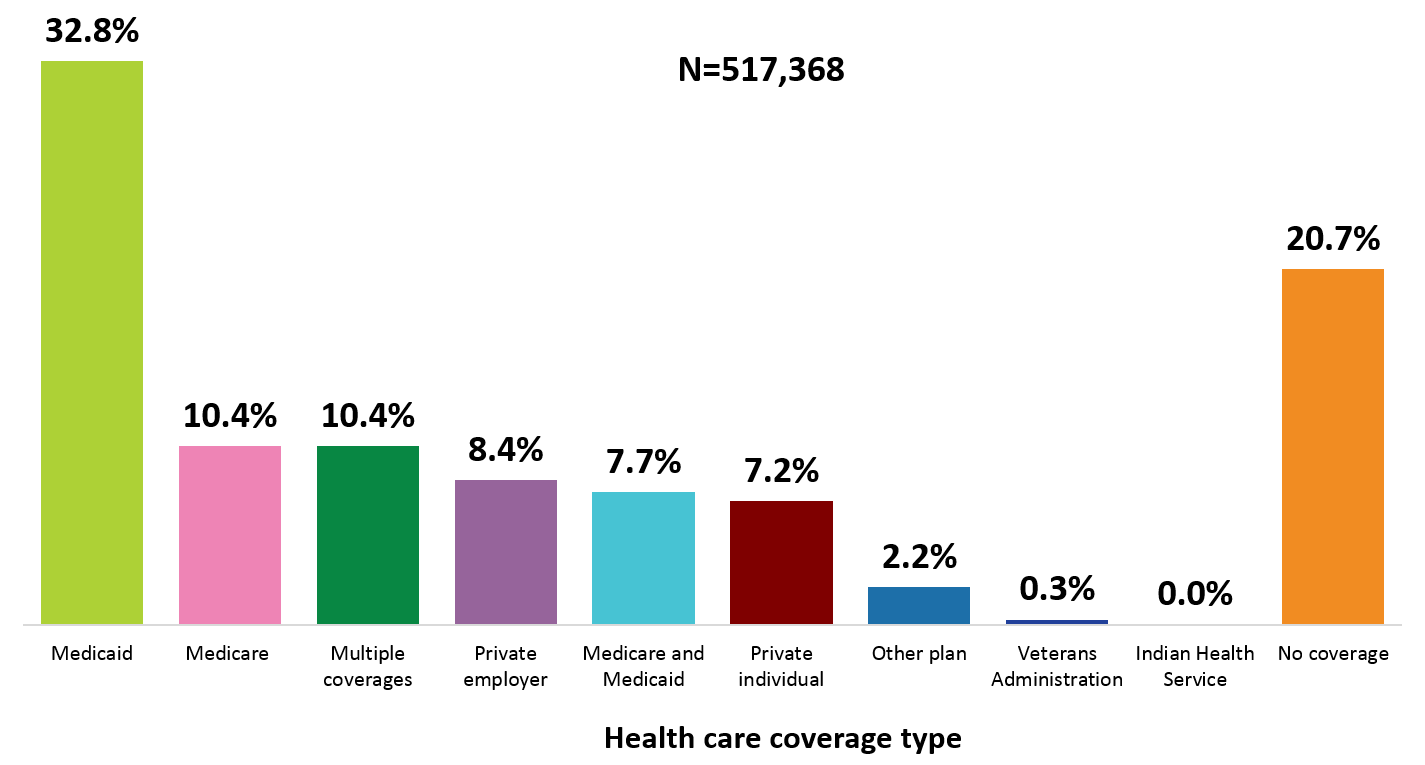 32.8%
N=517,368
20.7%
10.4%
10.4%
8.4%
7.7%
7.2%
2.2%
0.3%
0.0%
Medicaid
Medicare
Multiple
coverages
Private
employer
Medicare and
Medicaid
Private
individual
Other plan
Veterans
Administration
Indian Health
Service
No coverage
Health care coverage type